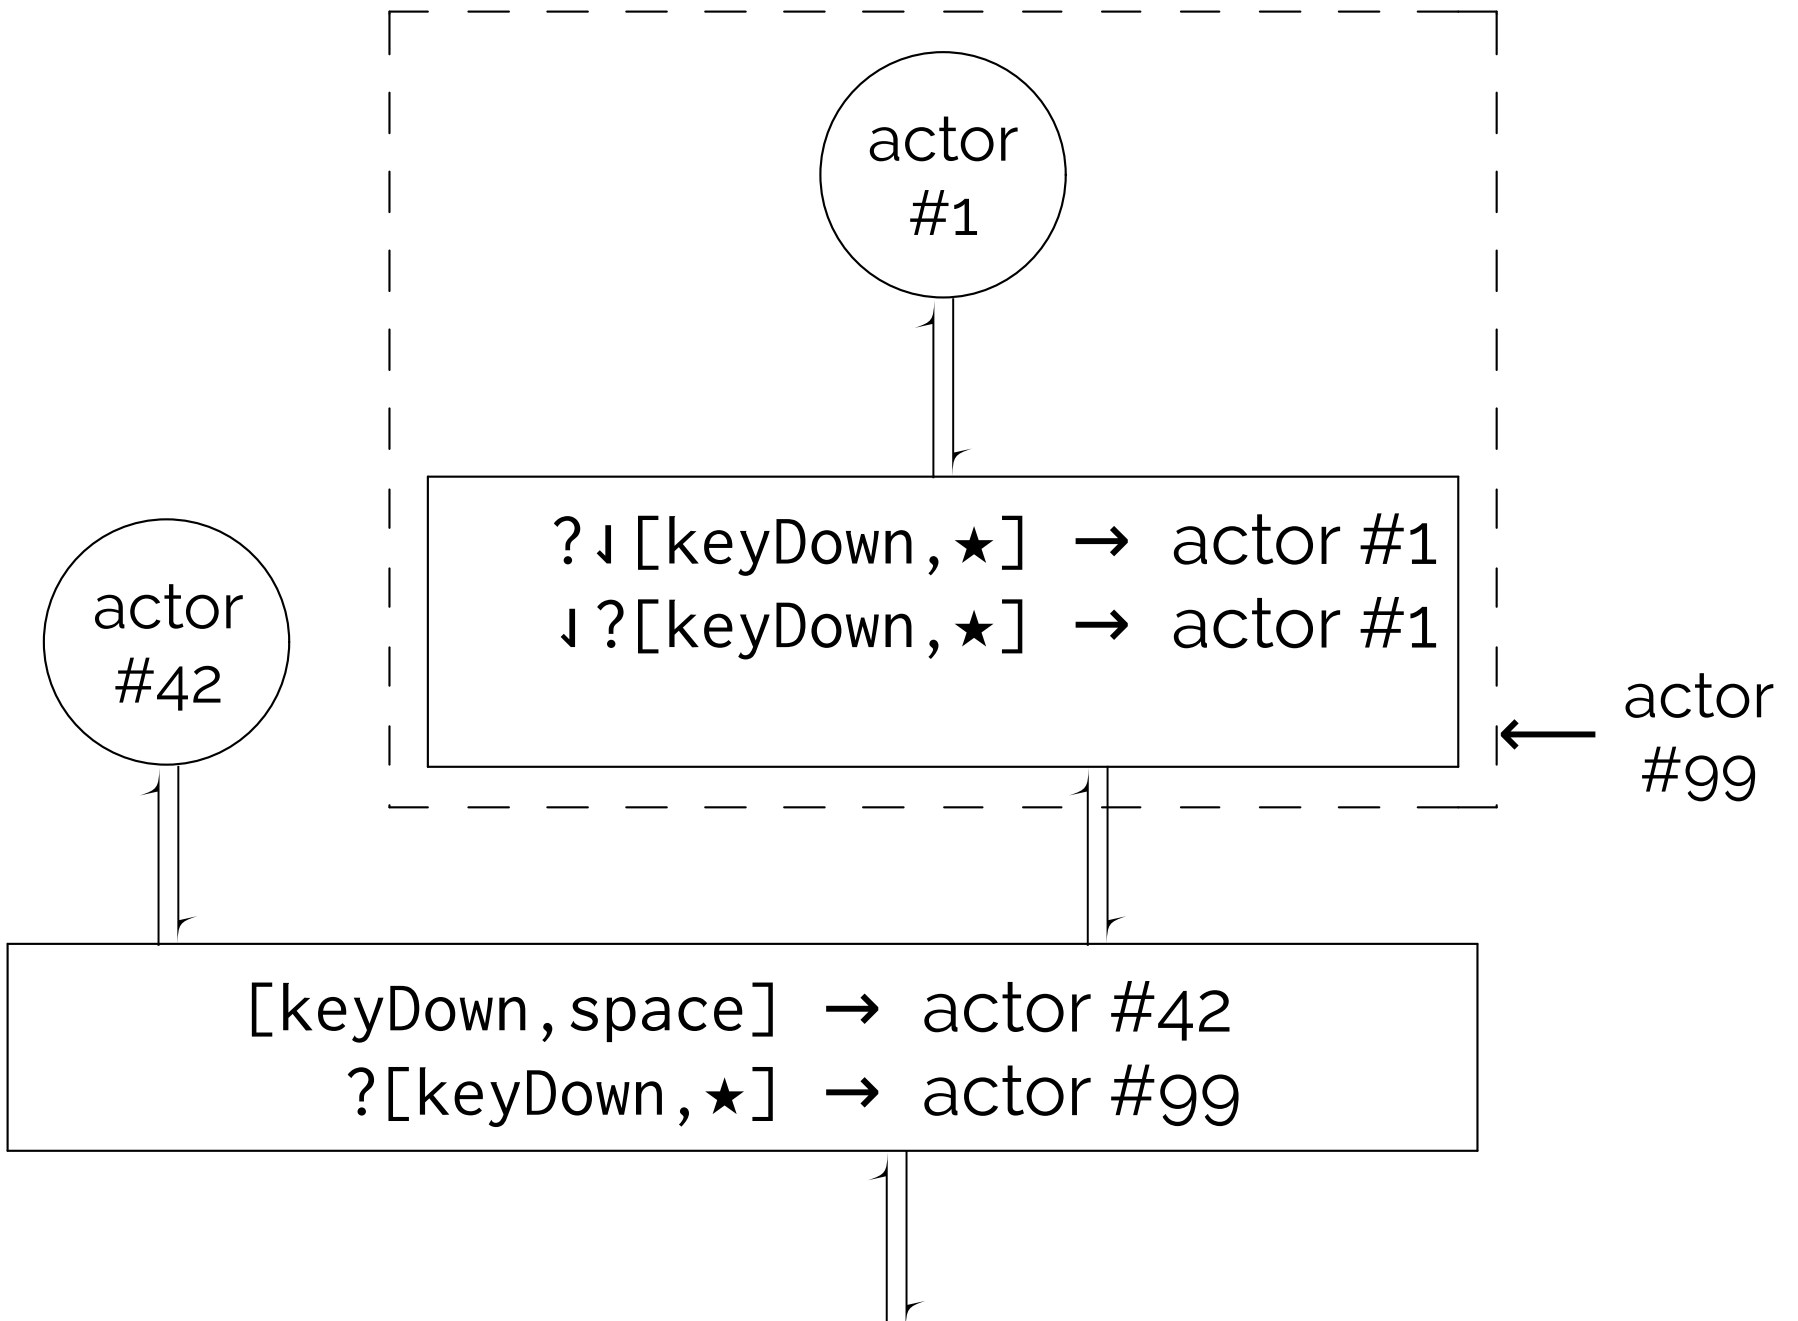 actor
#1
?⇃[keyDown,★] → actor #1
⇃?[keyDown,★] → actor #1
actor
#42
actor
#99
[keyDown,space] → actor #42
?[keyDown,★] → actor #99